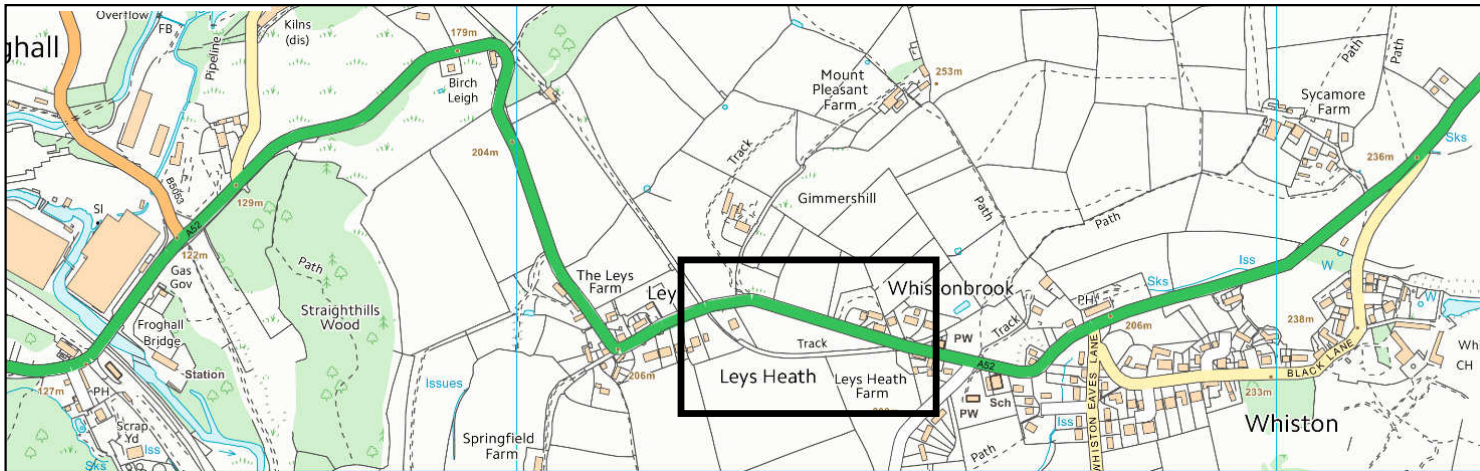 Overflow
FB
ghall
Pipeline
Kilns
(dis)
179m
Birch
Leigh
204m
B5053
SI
129m
122m
A52
Gas
Gov
Froghall
Bridge
Station
127m
PH
Scrap
Yd
Iss
Sks
Path
Straighthills
Wood
Issues
The Leys
Farm
Ley
206m
Springfield
Farm
Mount
Pleasant
Farm
253m
Track
Gimmershill
Path
Path
Whistonbrook
Track
Leys Heath
Leys Heath
Farm
PW
A52
Track
PH
206m
Sch
PW
Path
Iss
WHISTON EAVES LANE
Sks
Iss
Path
Path
Sycamore
Farm
236m
Sks
W
W
238m
BLACK LANE
233m
Whiston
Whi
CH